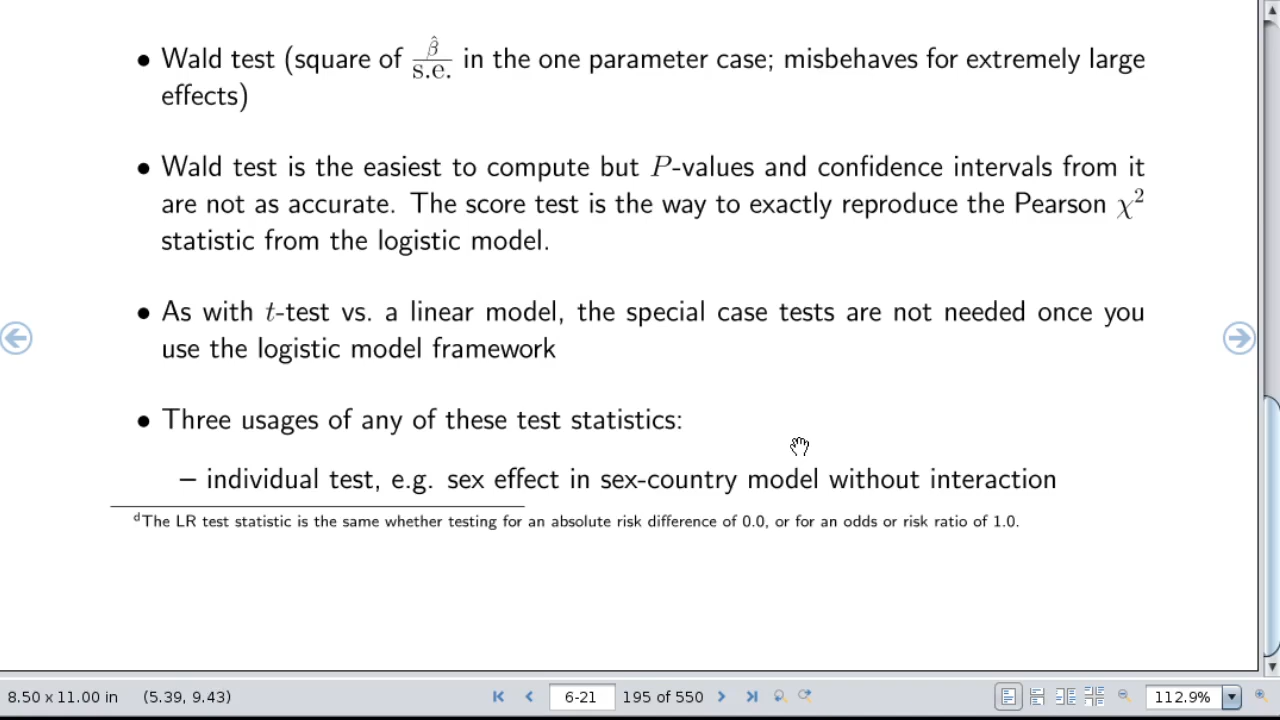 • Wald test (square of β̂/s.e. in the one parameter case; misbehaves for extremely large
effects)
• Wald test is the easiest to compute but P-values and confidence intervals from it
are not as accurate. The score test is the way to exactly reproduce the Pearson χ²
statistic from the logistic model.
• As with t-test vs. a linear model, the special case tests are not needed once you
use the logistic model framework
• Three usages of any of these test statistics:
– individual test, e.g. sex effect in sex-country model without interaction
ᵈThe LR test statistic is the same whether testing for an absolute risk difference of 0.0, or for an odds or risk ratio of 1.0.
8.50 x 11.00 in (5.39, 9.43) 6-21 195 of 550 112.9%